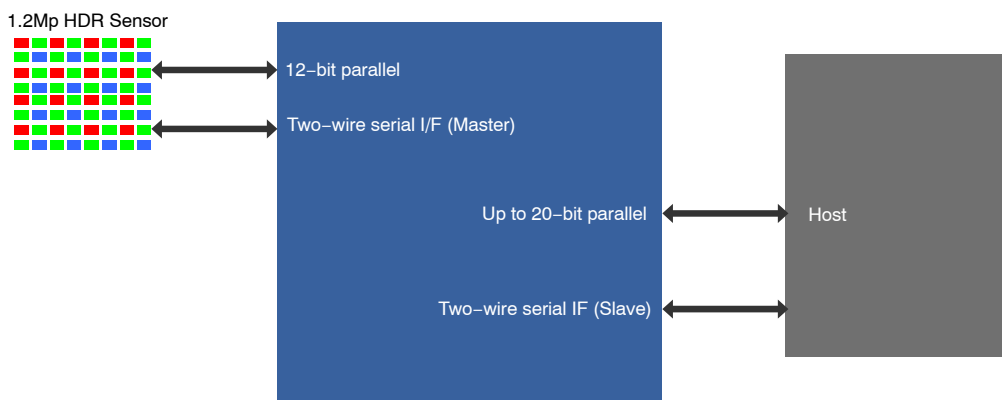 1.2Mp HDR Sensor
12−bit parallel
Two−wire serial I/F (Master)
Up to 20−bit parallel
Host
Two−wire serial IF (Slave)